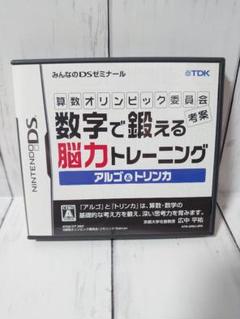 みんなのDSゼミナール
TDK
算数オリンピック委員会
考案
数字で鍛える
脳力トレーニング
アルゴ&トリンカ
NINTENDO DS
「アルゴ」と「トリンカ」は、算数・数学の
基礎的な考え方を鍛え、深い思考力を育みます。
広中 平祐